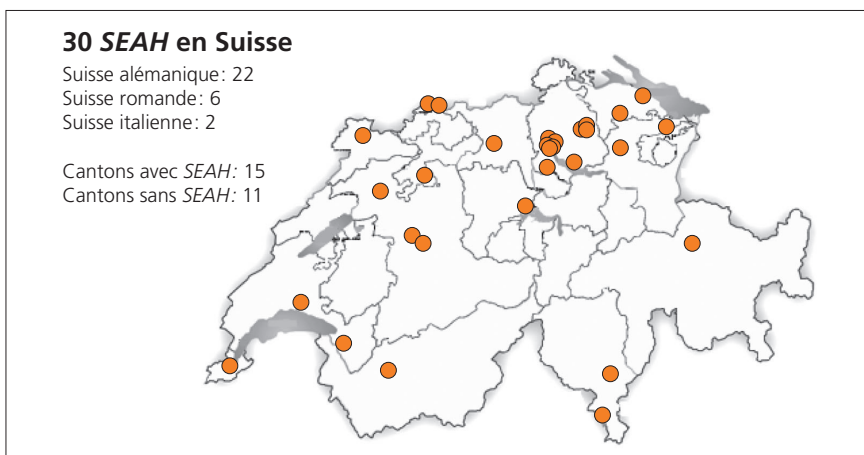 30 SEAH en Suisse
Suisse alémanique: 22
Suisse romande: 6
Suisse italienne: 2
Cantons avec SEAH: 15
Cantons sans SEAH: 11